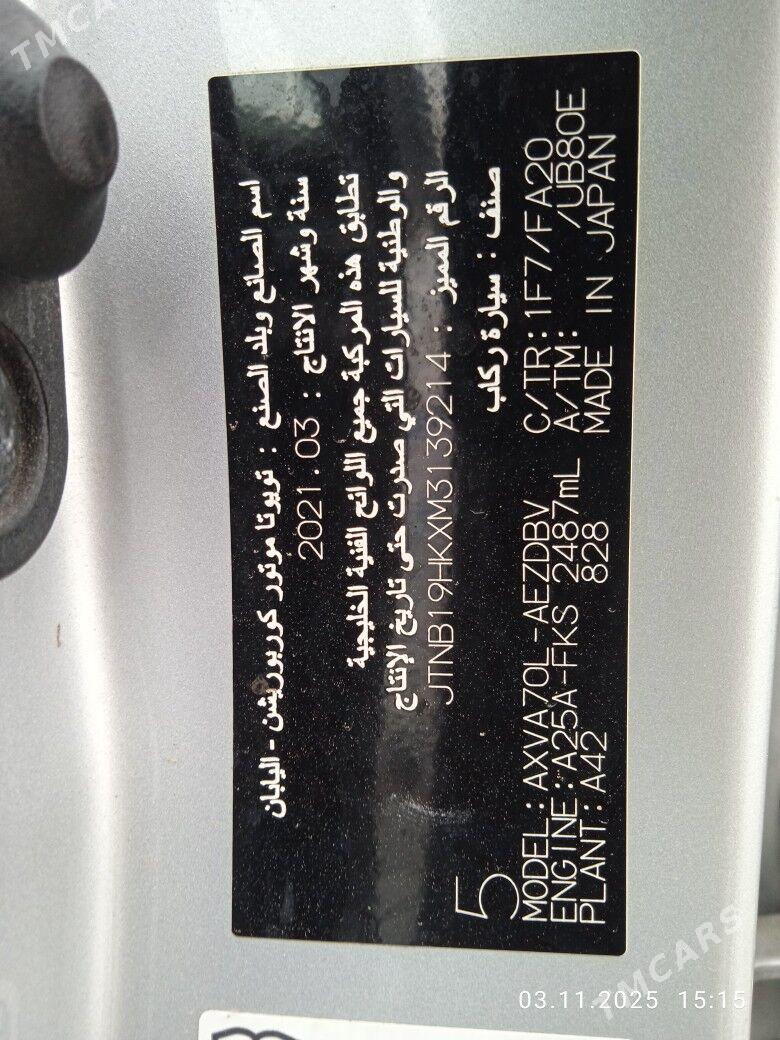 اسم الصانع وبلد الصنع : تويوتا موتور كوربوريشن - اليابان
سنة وشهر الانتاج : 2021.03
تطابق هذه المركبة جميع اللوائح الفنية الخليجية
والوطنية للسيارات التي صدرت حتى تاريخ الإنتاج
الرقم المميز : JTNB19HKXM3139214
صنف : سيارة ركاب
5
MODEL:AXVA70L-AEZDBV C/TR:1F7/FA20
ENGINE:A25A-FKS 2487mL A/TM: /UB80E
PLANT:A42 828 MADE IN JAPAN
TMCARS
TMCARS
03.11.2025 15:15